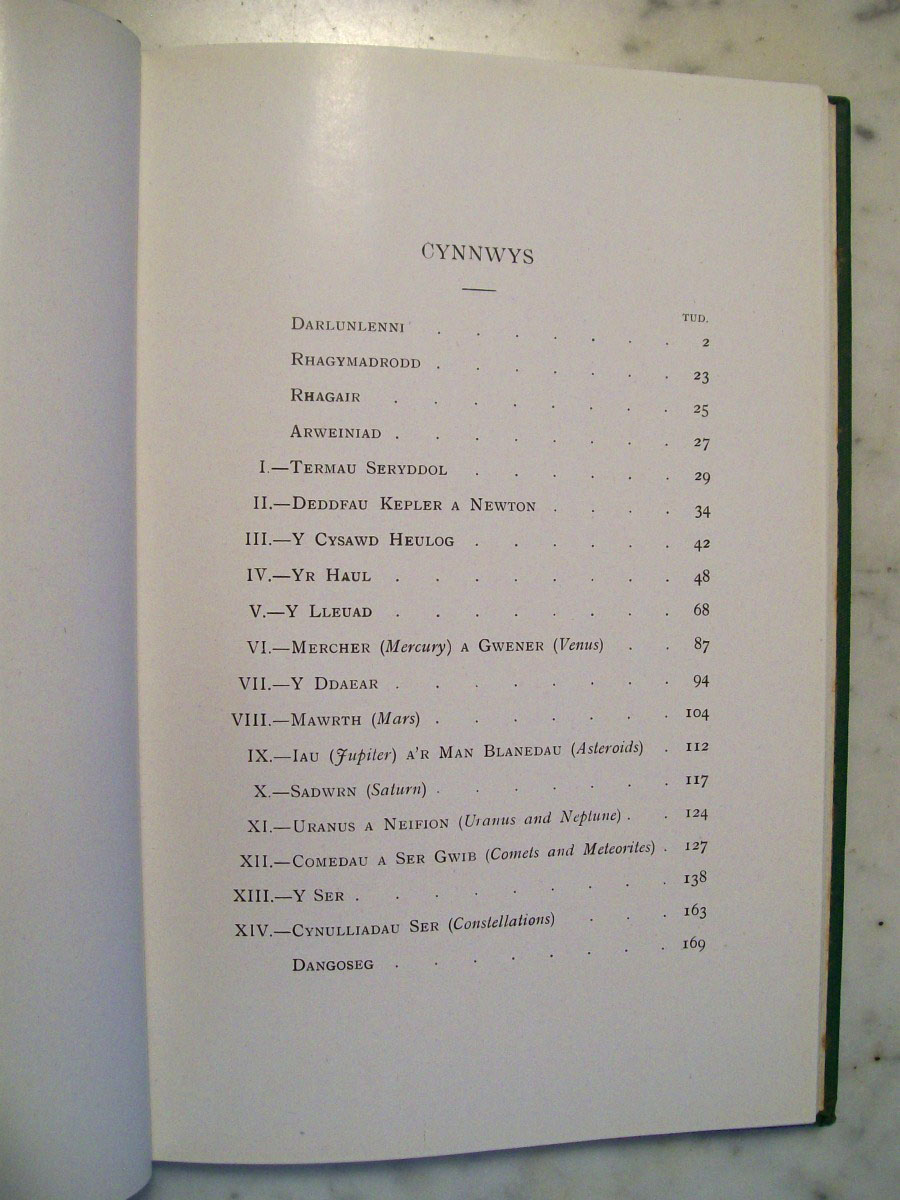 CYNNWYS
TUD.
DARLUNLENNI . . . . . . . 2
RHAGYMADRODD . . . . . . . 23
RHAGAIR . . . . . . . . 25
ARWEINIAD . . . . . . . . 27
I.—TERMAU SERYDDOL . . . . . . 29
II.—DEDDFAU KEPLER A NEWTON . . . . 34
III.—Y CYSAWD HEULOG . . . . . . 42
IV.—YR HAUL . . . . . . . . 48
V.—Y LLEUAD . . . . . . . . 68
VI.—MERCHER (Mercury) A GWENER (Venus) . . 87
VII.—Y DDAEAR . . . . . . . . 94
VIII.—MAWRTH (Mars) . . . . . . . 104
IX.—IAU (Jupiter) A'R MAN BLANEDAU (Asteroids) . 112
X.—SADWRN (Saturn) . . . . . . . 117
XI.—URANUS A NEIFION (Uranus and Neptune) . . 124
XII.—COMEDAU A SER GWIB (Comets and Meteorites) . 127
XIII.—Y SER . . . . . . . . . 138
XIV.—CYNULLIADAU SER (Constellations) . . . 163
DANGOSEG . . . . . . . . 169